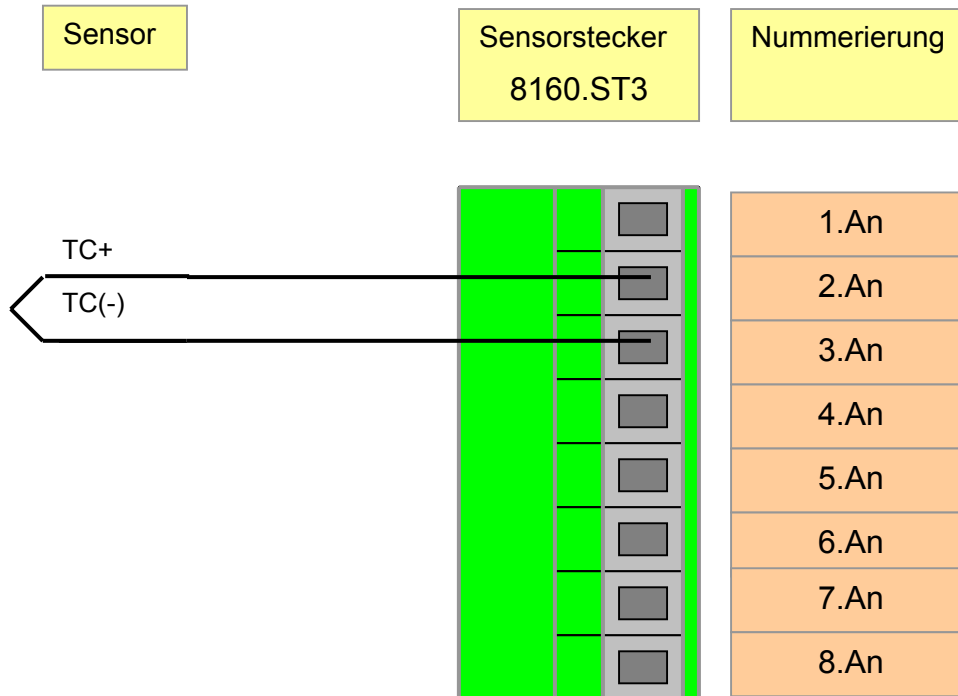 Sensor
Sensorstecker
8160.ST3
Nummerierung
TC+
TC(-)
1.An
2.An
3.An
4.An
5.An
6.An
7.An
8.An